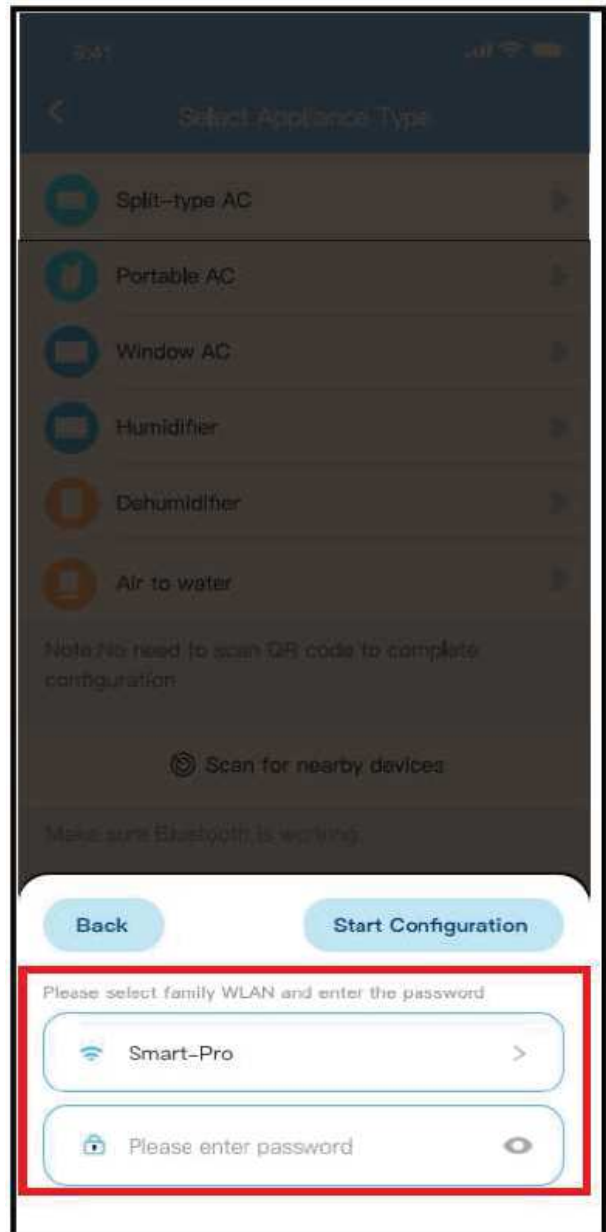 9:41
Select Appliance Type
Split-type AC
Portable AC
Window AC
Humidifier
Dehumidifier
Air to water
Note:No need to scan QR code to complete
configuration
Scan for nearby devices
Make sure Bluetooth is working
Back
Start Configuration
Please select family WLAN and enter the password
Smart-Pro
Please enter password